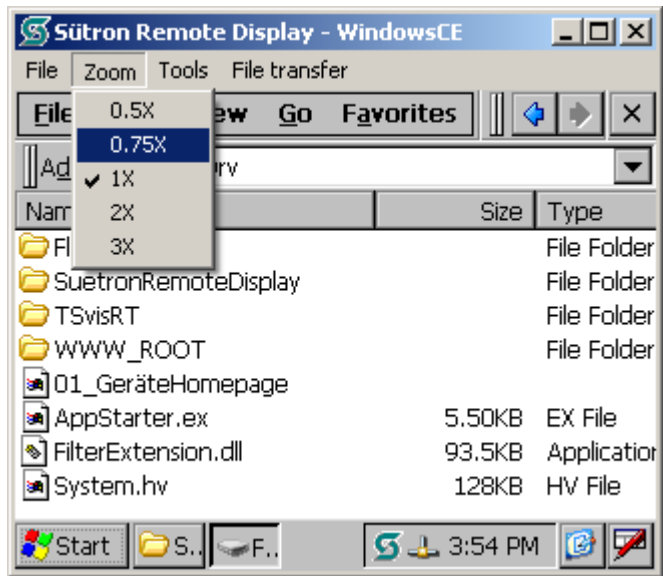 Sütron Remote Display - WindowsCE
File Zoom Tools File transfer
File ew Go Favorites
0.5X
0.75X
Ad rv
1X
Nam Size Type
2X
3X
Fl File Folder
SuetronRemoteDisplay File Folder
TSvisRT File Folder
WWW_ROOT File Folder
01_GeräteHomepage
AppStarter.ex 5.50KB EX File
FilterExtension.dll 93.5KB Application
System.hv 128KB HV File
Start S.. F.. 3:54 PM